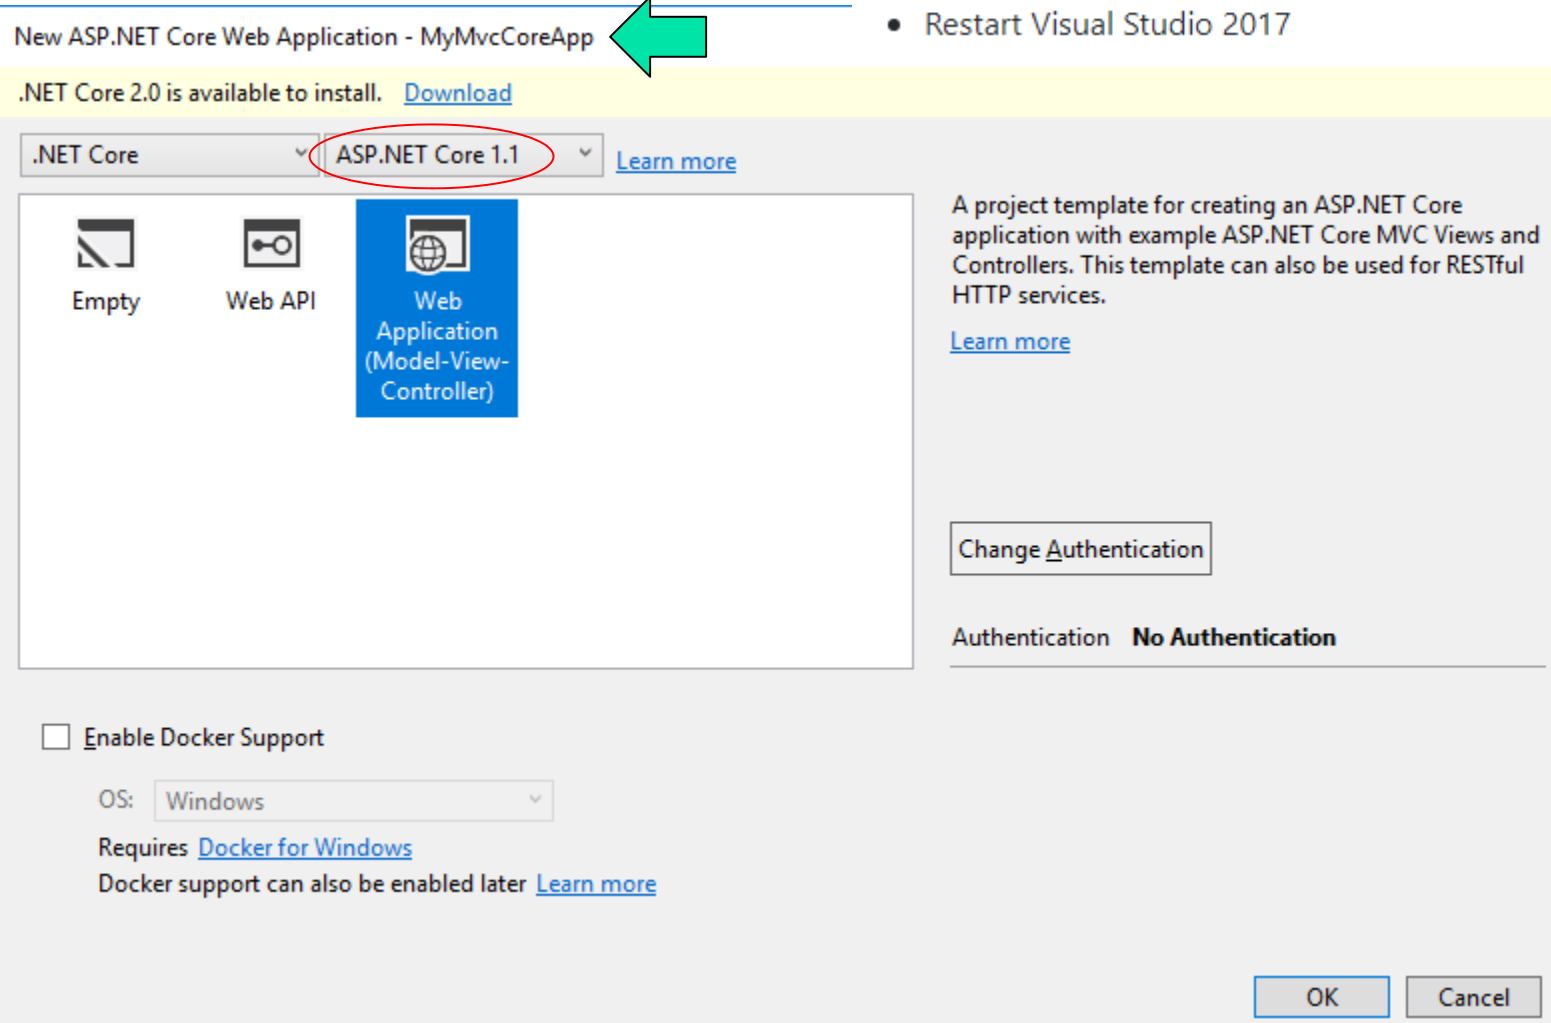 New ASP.NET Core Web Application - MyMvcCoreApp
• Restart Visual Studio 2017
.NET Core 2.0 is available to install. Download
.NET Core
ASP.NET Core 1.1
Learn more
Empty
Web API
Web
Application
(Model-View-
Controller)
A project template for creating an ASP.NET Core
application with example ASP.NET Core MVC Views and
Controllers. This template can also be used for RESTful
HTTP services.
Learn more
Change Authentication
Authentication No Authentication
Enable Docker Support
OS: Windows
Requires Docker for Windows
Docker support can also be enabled later Learn more
OK
Cancel